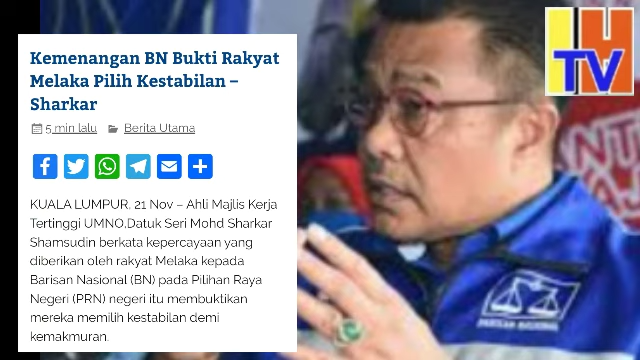 Kemenangan BN Bukti Rakyat
Melaka Pilih Kestabilan –
Sharkar
5 min lalu Berita Utama
KUALA LUMPUR, 21 Nov – Ahli Majlis Kerja
Tertinggi UMNO,Datuk Seri Mohd Sharkar
Shamsudin berkata kepercayaan yang
diberikan oleh rakyat Melaka kepada
Barisan Nasional (BN) pada Pilihan Raya
Negeri (PRN) negeri itu membuktikan
mereka memilih kestabilan demi
kemakmuran.
TV
BARISAN NASIONAL